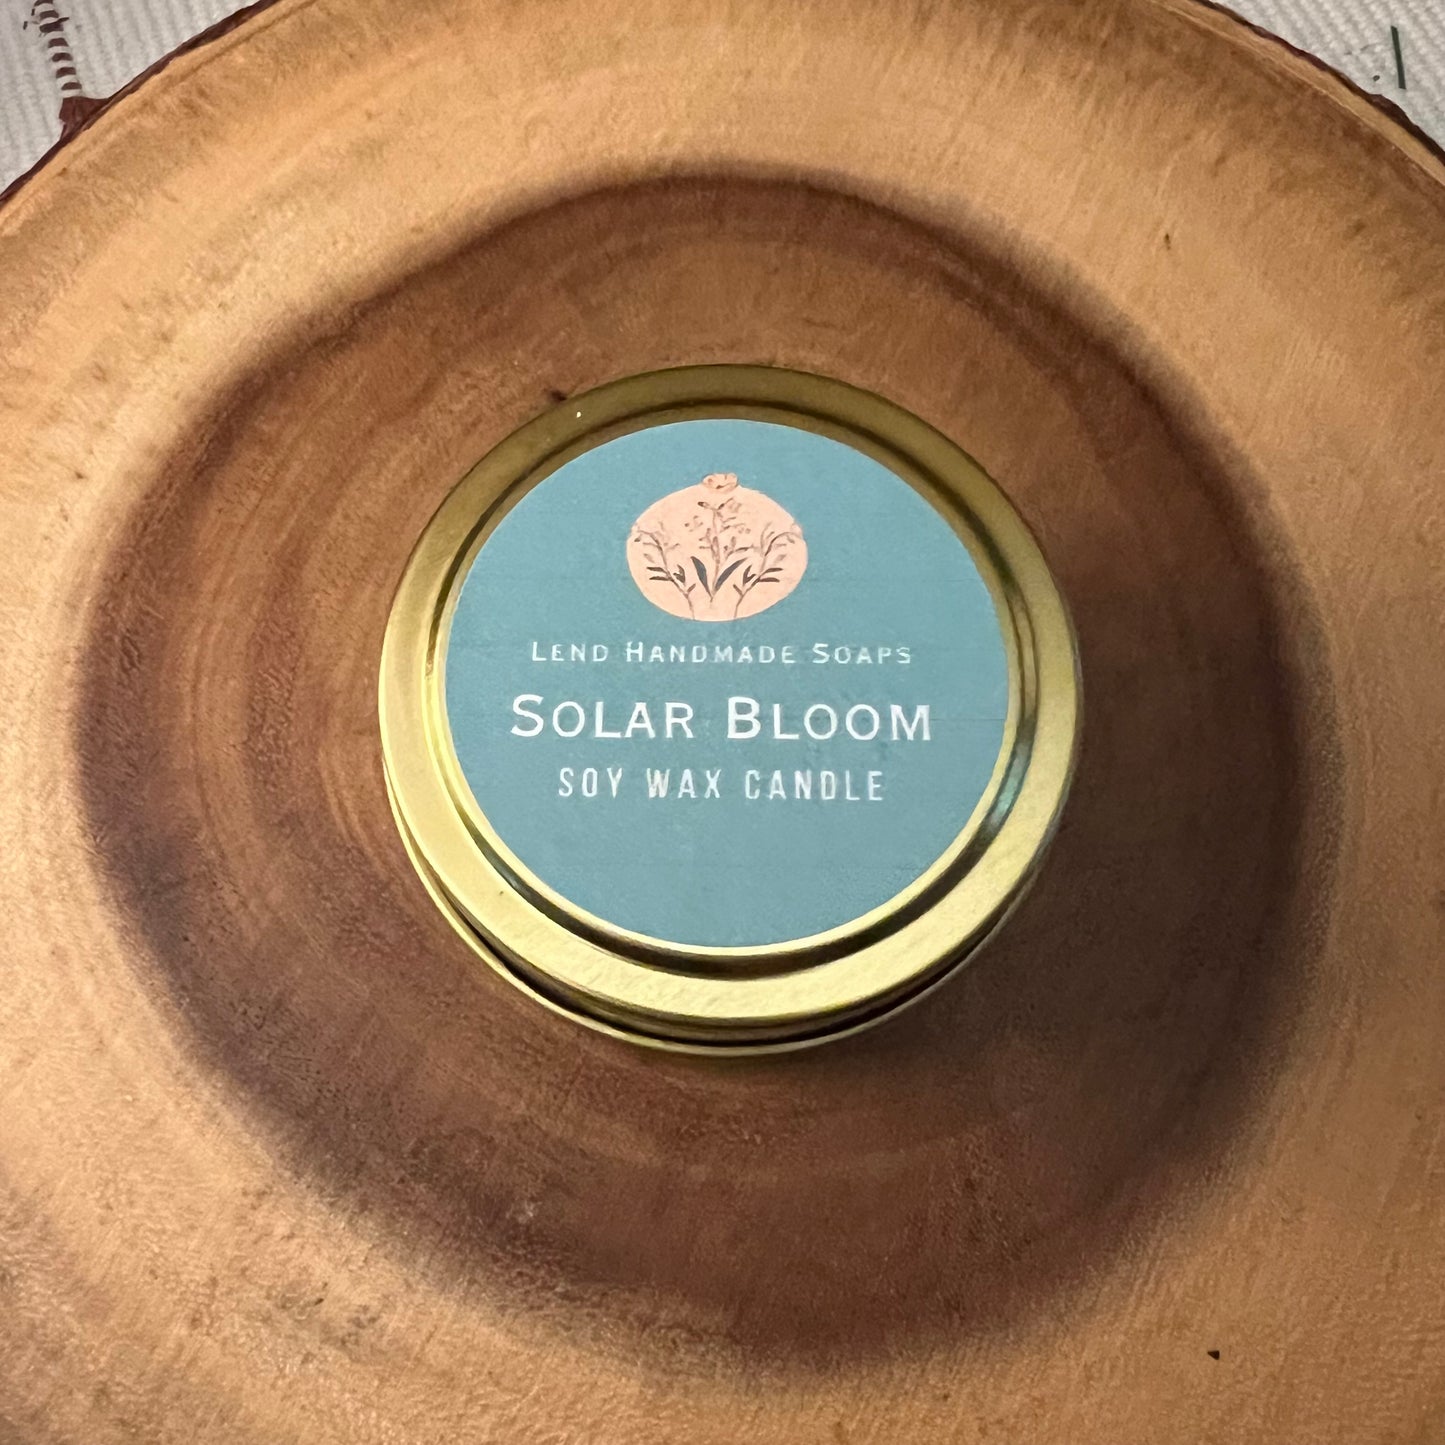 Lend Handmade Soaps
Solar Bloom
SOY WAX CANDLE